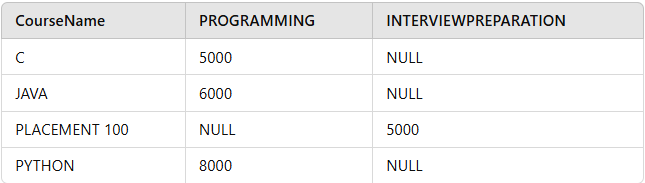 CourseName PROGRAMMING INTERVIEWPREPARATION
C 5000 NULL
JAVA 6000 NULL
PLACEMENT 100 NULL 5000
PYTHON 8000 NULL